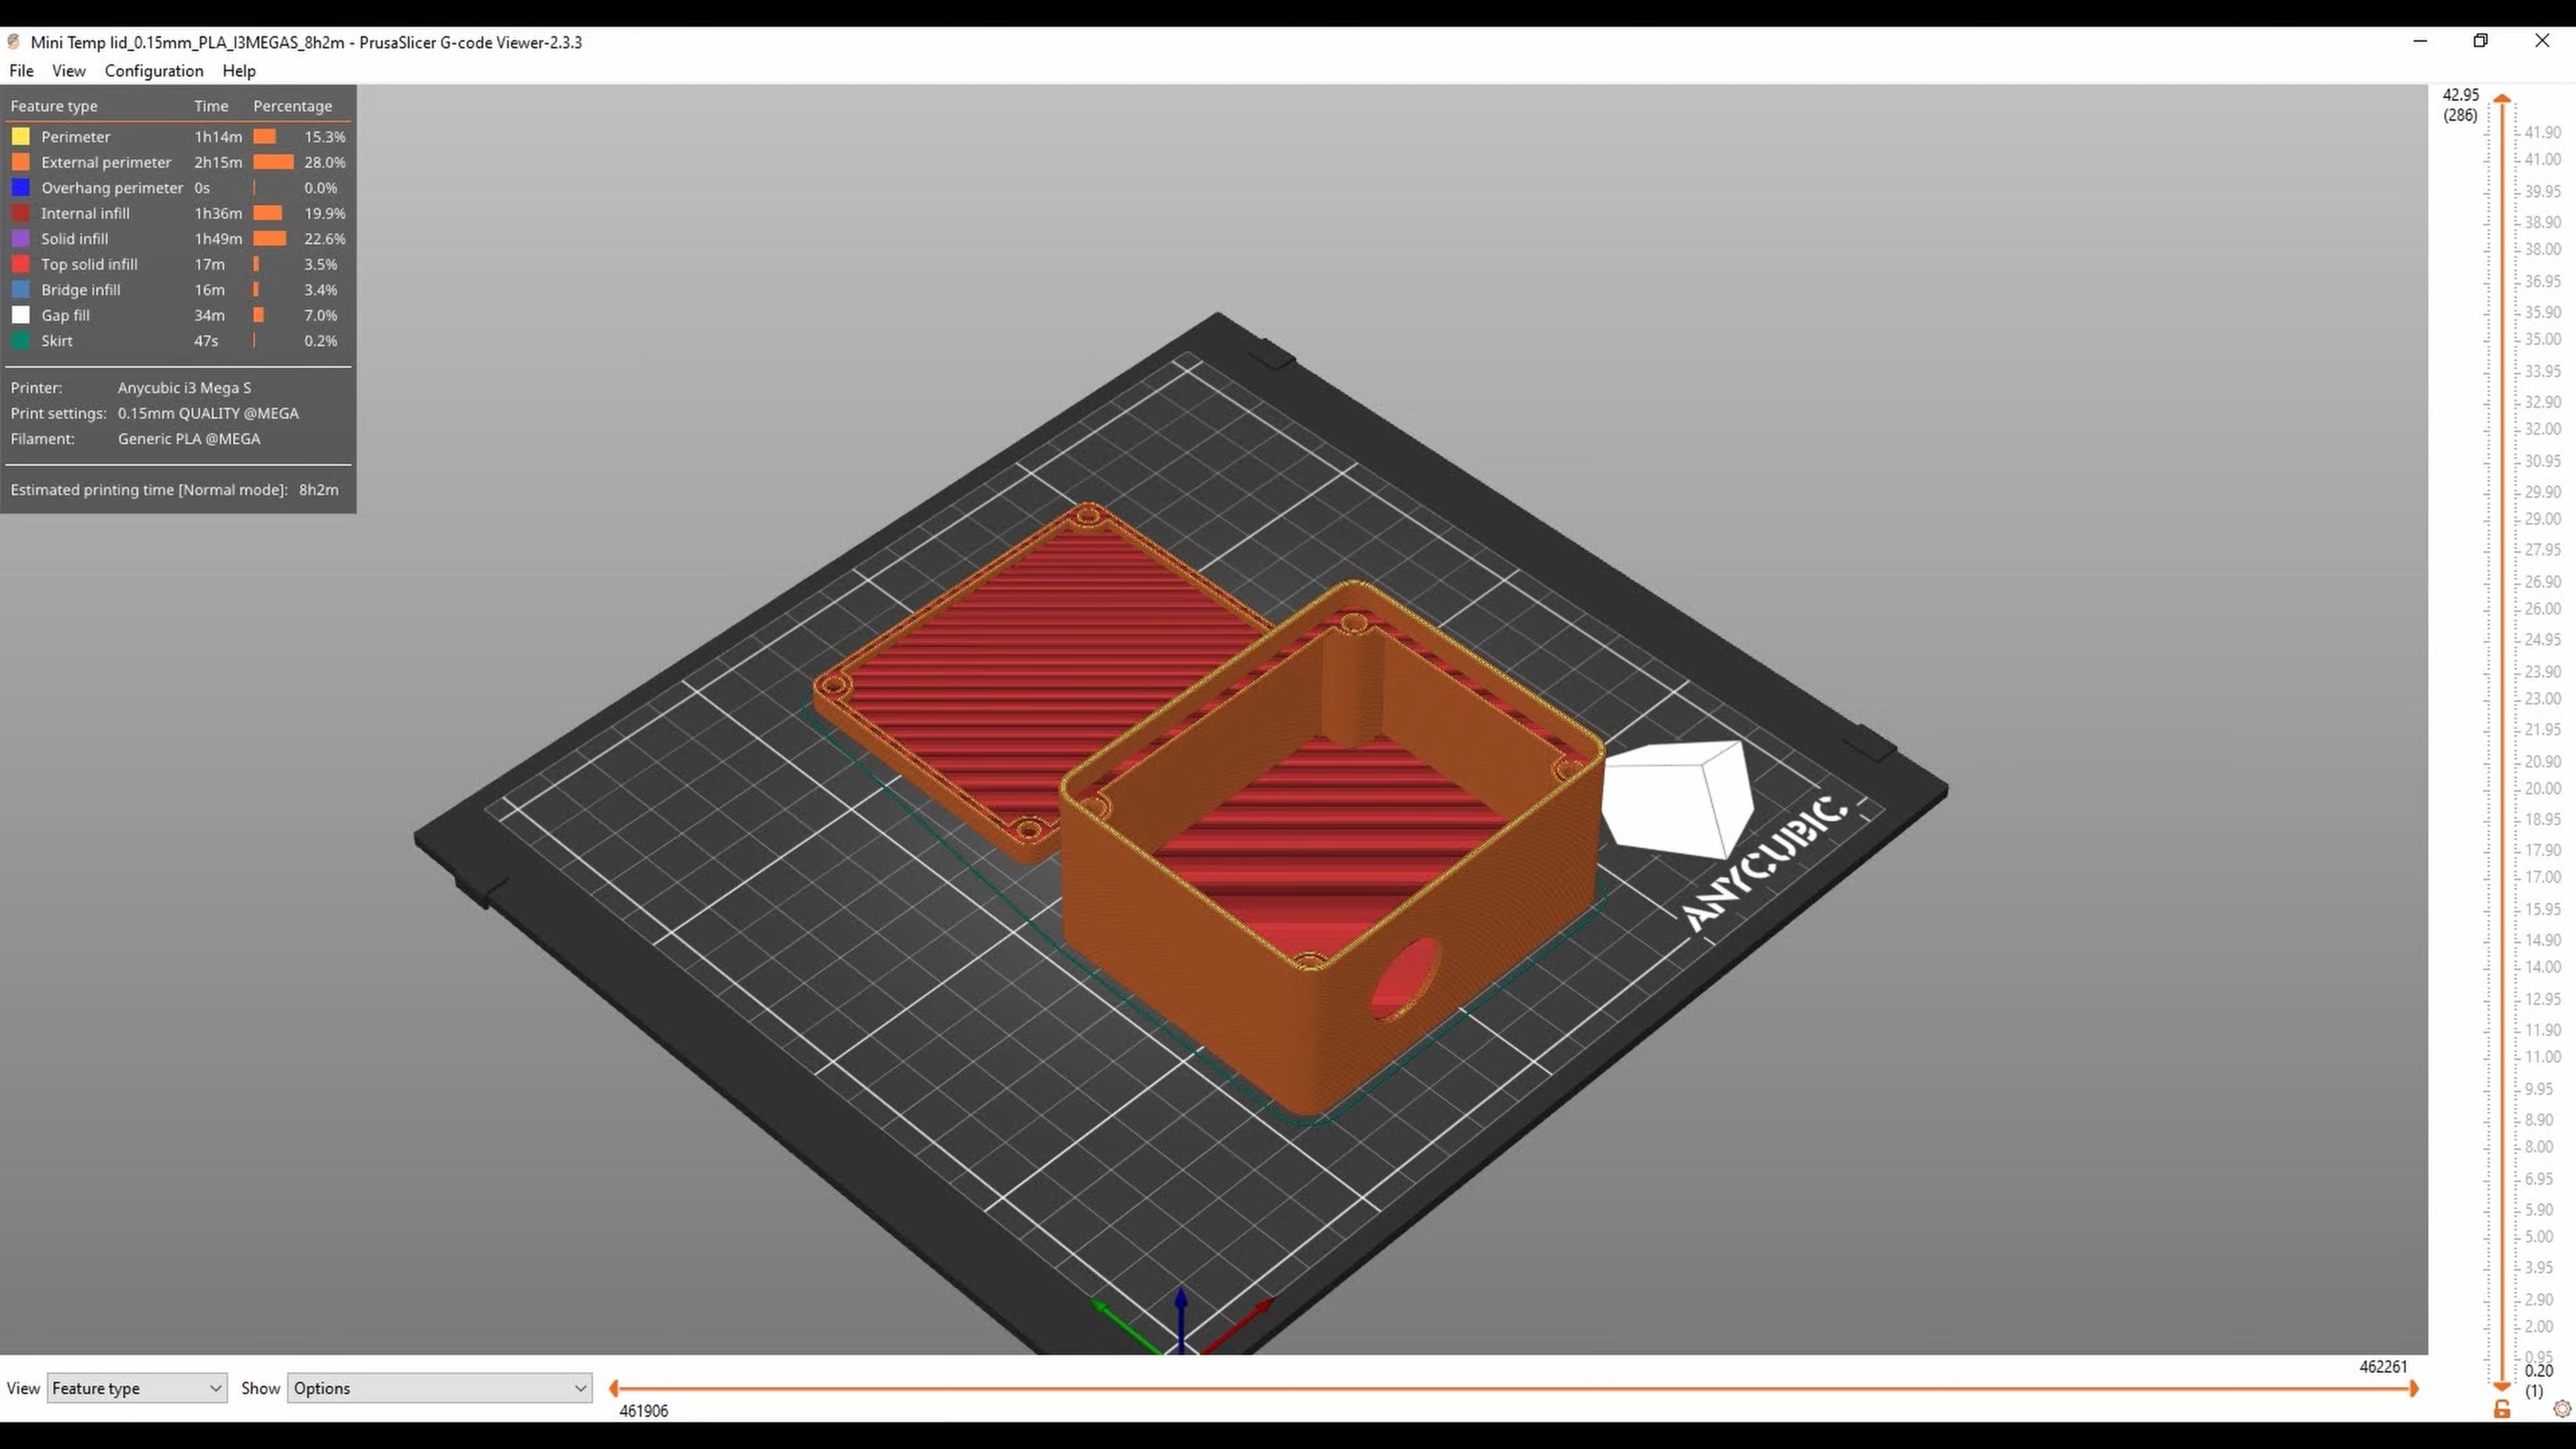 Mini Temp lid_0.15mm_PLA_I3MEGAS_8h2m - PrusaSlicer G-code Viewer-2.3.3
File View Configuration Help
Feature type Time Percentage
Perimeter 1h14m 15.3%
External perimeter 2h15m 28.0%
Overhang perimeter 0s 0.0%
Internal infill 1h36m 19.9%
Solid infill 1h49m 22.6%
Top solid infill 17m 3.5%
Bridge infill 16m 3.4%
Gap fill 34m 7.0%
Skirt 47s 0.2%
Printer: Anycubic i3 Mega S
Print settings: 0.15mm QUALITY @MEGA
Filament: Generic PLA @MEGA
Estimated printing time [Normal mode]: 8h2m
ANYCUBIC
42.95
(286)
41.90
41.00
39.95
38.90
38.00
36.95
35.90
35.00
33.95
32.90
32.00
30.95
29.90
29.00
27.95
26.90
26.00
24.95
23.90
23.00
21.95
20.90
20.00
18.95
17.90
17.00
15.95
14.90
14.00
12.95
11.90
11.00
9.95
8.90
8.00
6.95
5.90
5.00
3.95
2.90
2.00
0.95
0.20
(1)
View Feature type Show Options
462261
461906